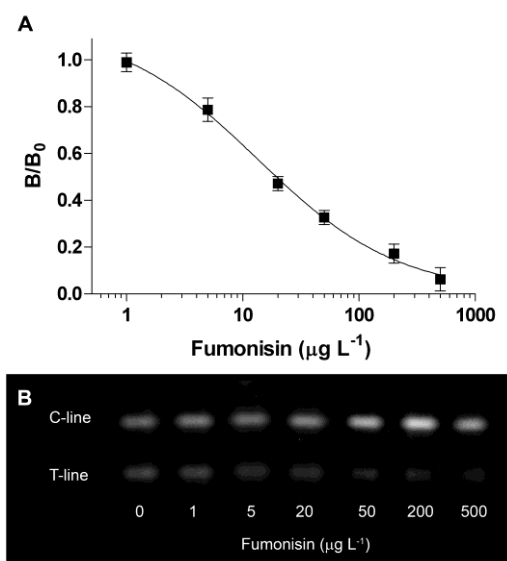 A
B/B₀
1.0
0.8
0.6
0.4
0.2
0.0
1 10 100 1000
Fumonisin (μg L⁻¹)
B
C-line
T-line
0 1 5 20 50 200 500
Fumonisin (μg L⁻¹)